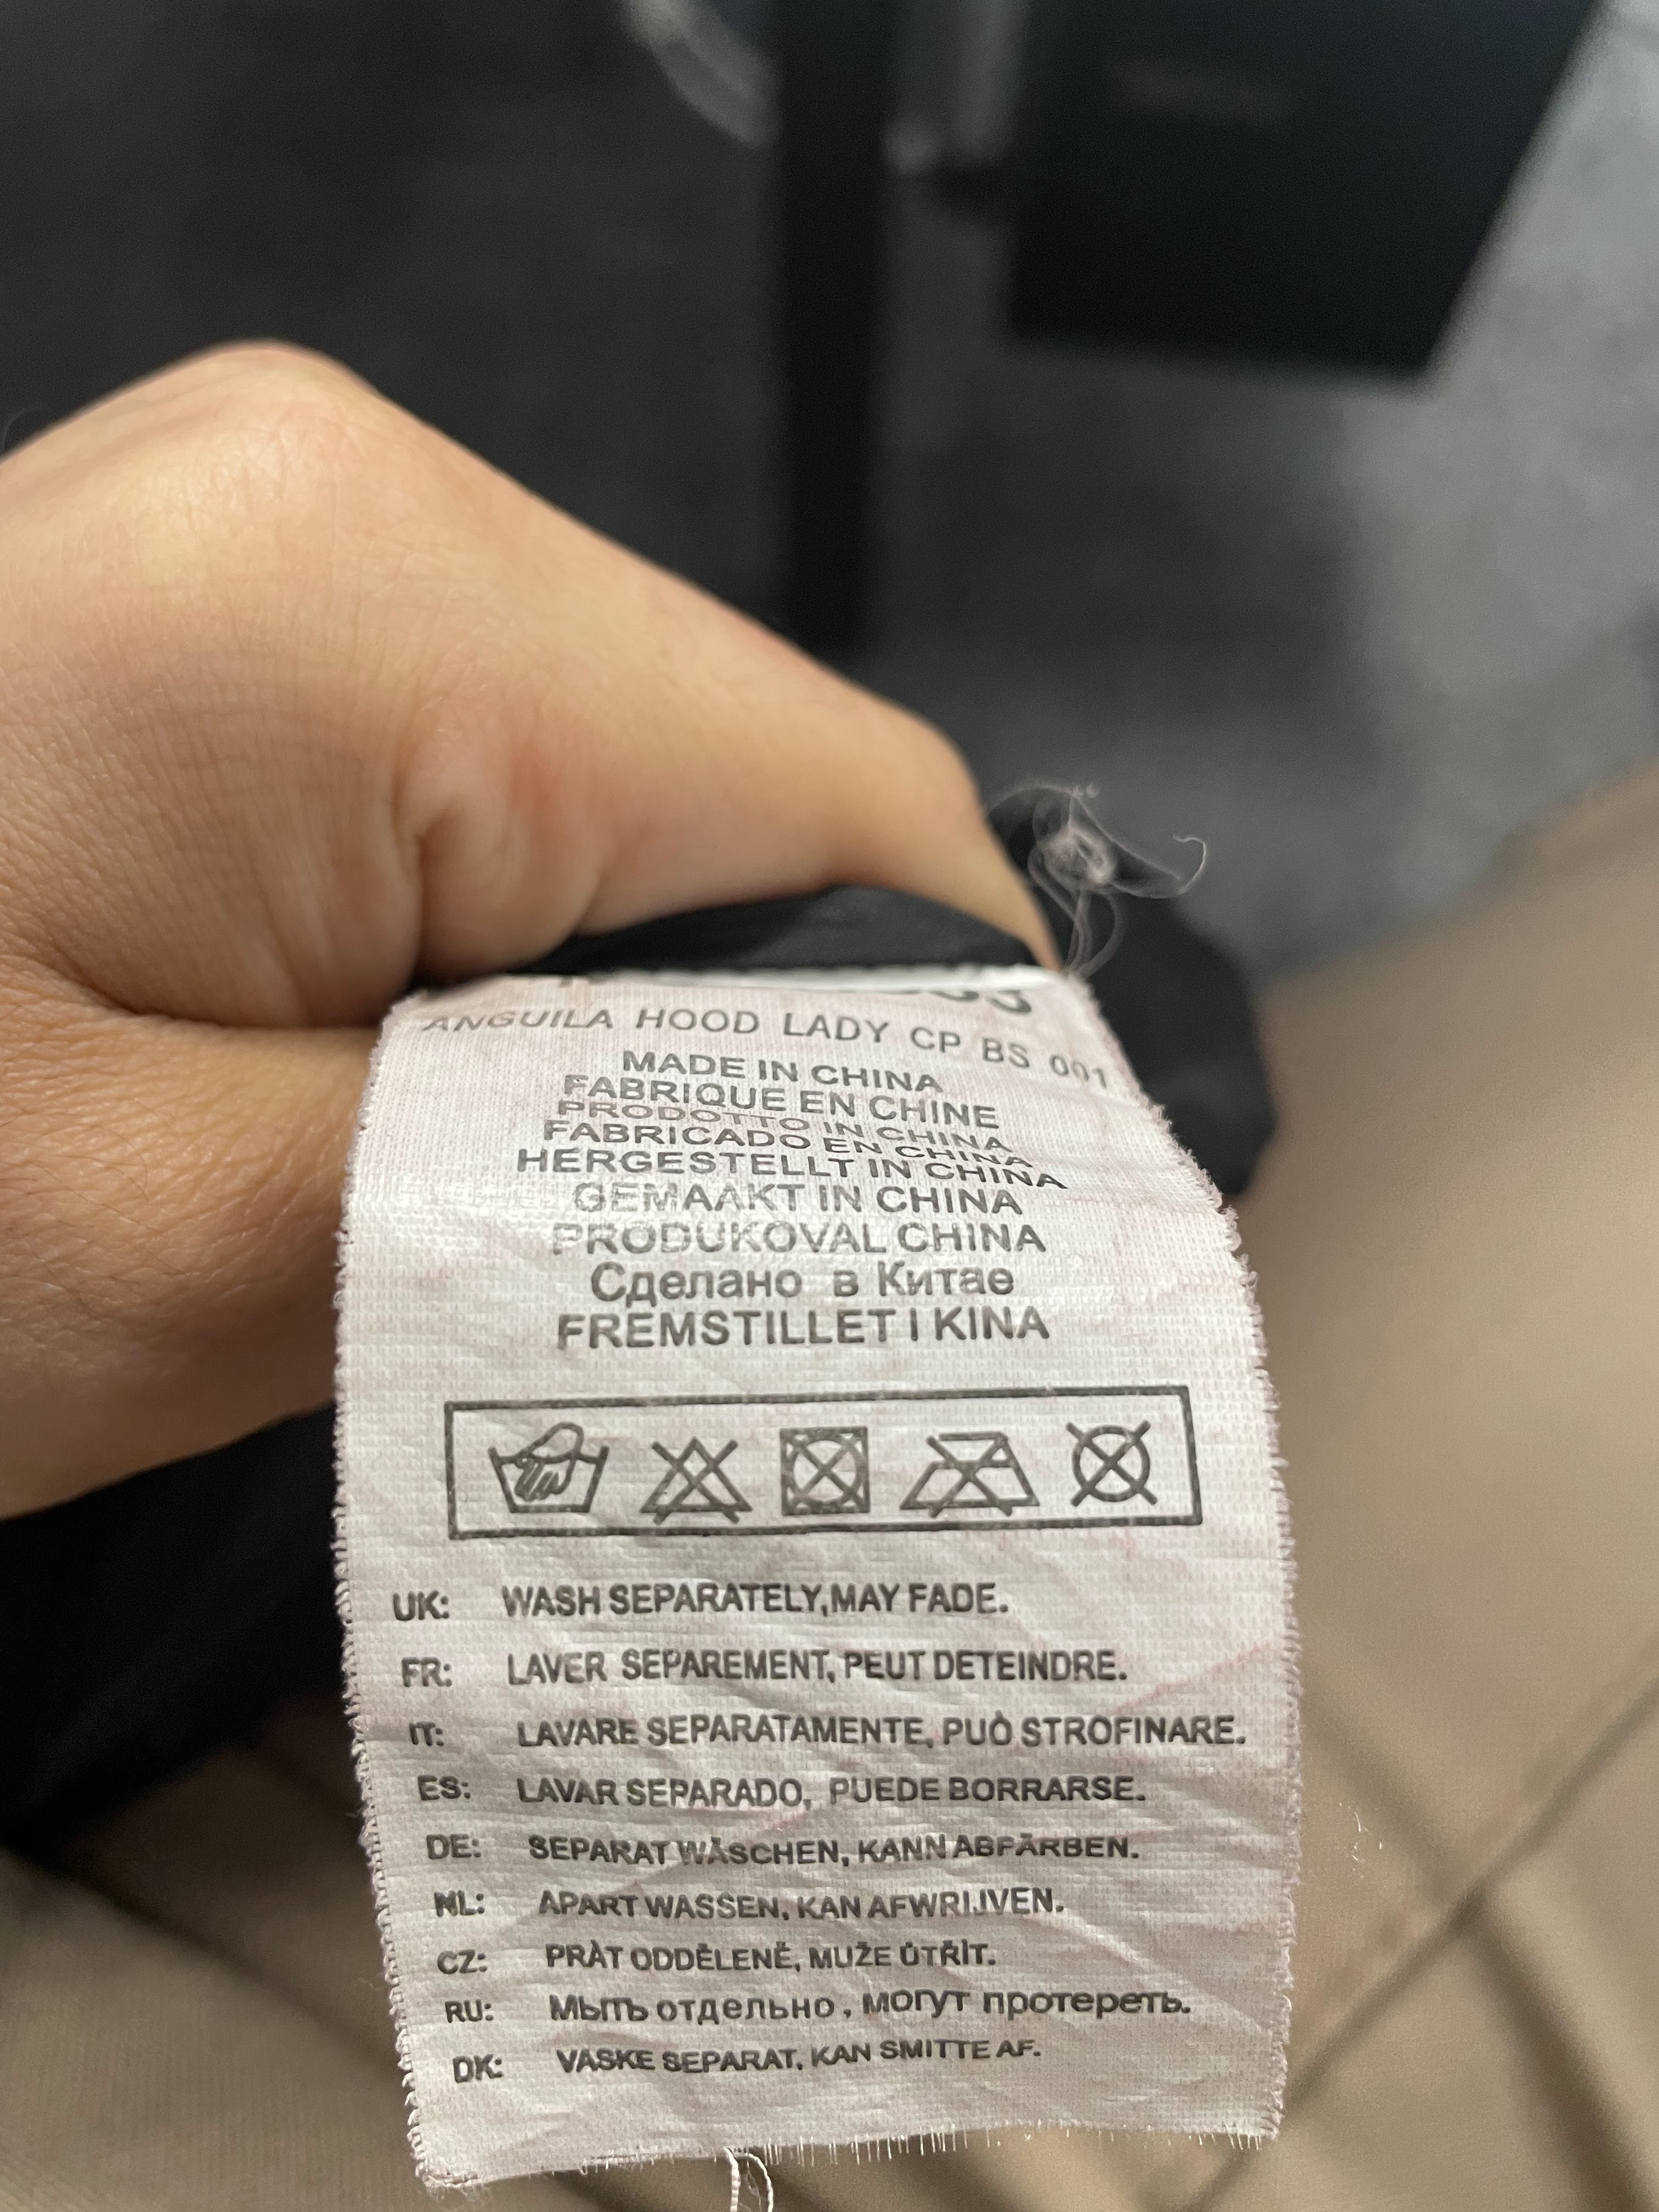 ANGUILA HOOD LADY CP BS 001
MADE IN CHINA
FABRIQUE EN CHINE
PRODOTTO IN CHINA
FABRICADO EN CHINA
HERGESTELLT IN CHINA
GEMAAKT IN CHINA
PRODUKOVAL CHINA
Сделано в Китае
FREMSTILLET I KINA
UK: WASH SEPARATELY,MAY FADE.
FR: LAVER SEPAREMENT, PEUT DETEINDRE.
IT: LAVARE SEPARATAMENTE, PUÒ STROFINARE.
ES: LAVAR SEPARADO, PUEDE BORRARSE.
DE: SEPARAT WÄSCHEN, KANN ABFÄRBEN.
NL: APART WASSEN, KAN AFWRIJVEN.
CZ: PRÀT ODDĚLENĚ, MUŽE ÚTŘÍT.
RU: Мыть отдельно, могут протереть.
DK: VASKE SEPARAT, KAN SMITTE AF.